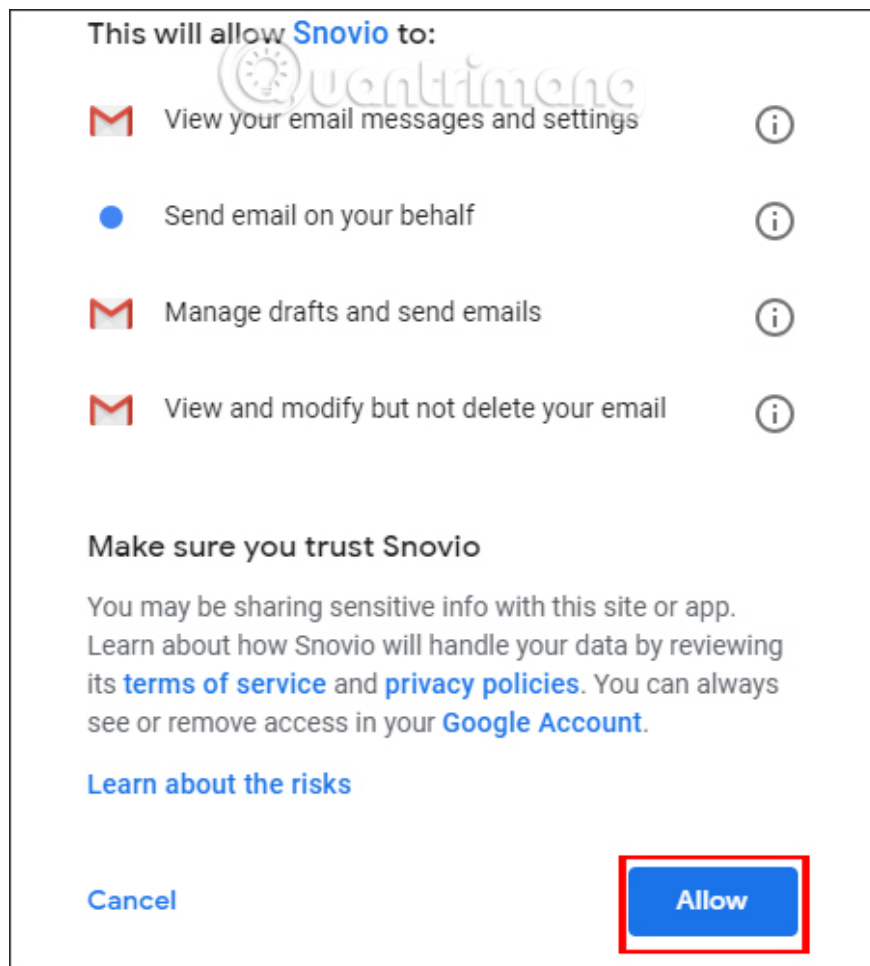 This will allow Snovio to:
Quantrimang
View your email messages and settings
Send email on your behalf
Manage drafts and send emails
View and modify but not delete your email
Make sure you trust Snovio
You may be sharing sensitive info with this site or app.
Learn about how Snovio will handle your data by reviewing
its terms of service and privacy policies. You can always
see or remove access in your Google Account.
Learn about the risks
Cancel
Allow